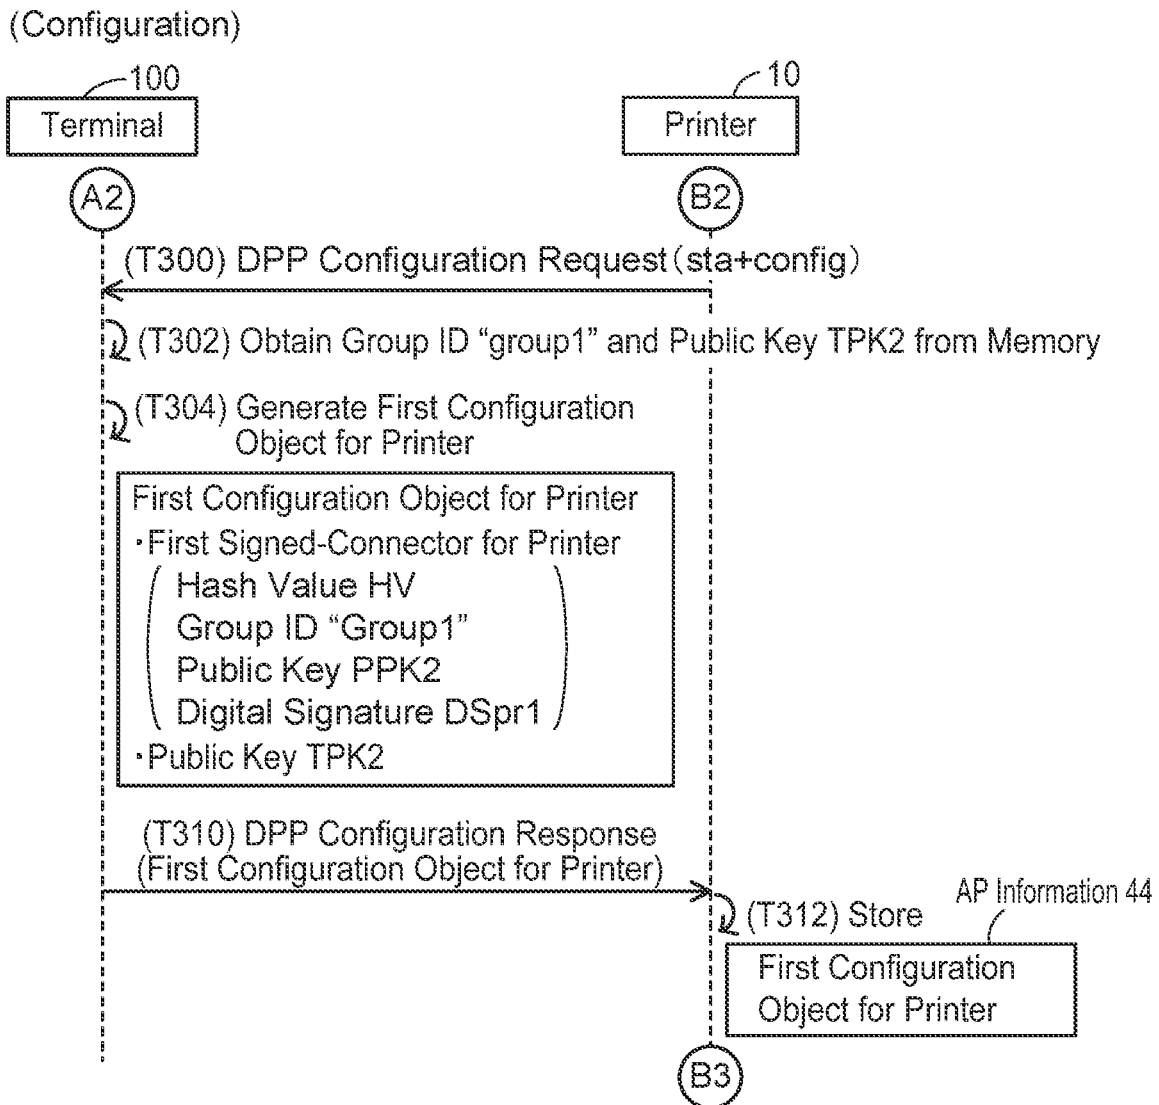 (Configuration)
100
10
Terminal
Printer
A2
B2
(T300) DPP Configuration Request(sta+config)
(T302) Obtain Group ID “group1” and Public Key TPK2 from Memory
(T304) Generate First Configuration
Object for Printer
First Configuration Object for Printer
·First Signed-Connector for Printer
Hash Value HV
Group ID “Group1”
Public Key PPK2
Digital Signature DSpr1
·Public Key TPK2
(T310) DPP Configuration Response
(First Configuration Object for Printer)
AP Information 44
(T312) Store
First Configuration
Object for Printer
B3